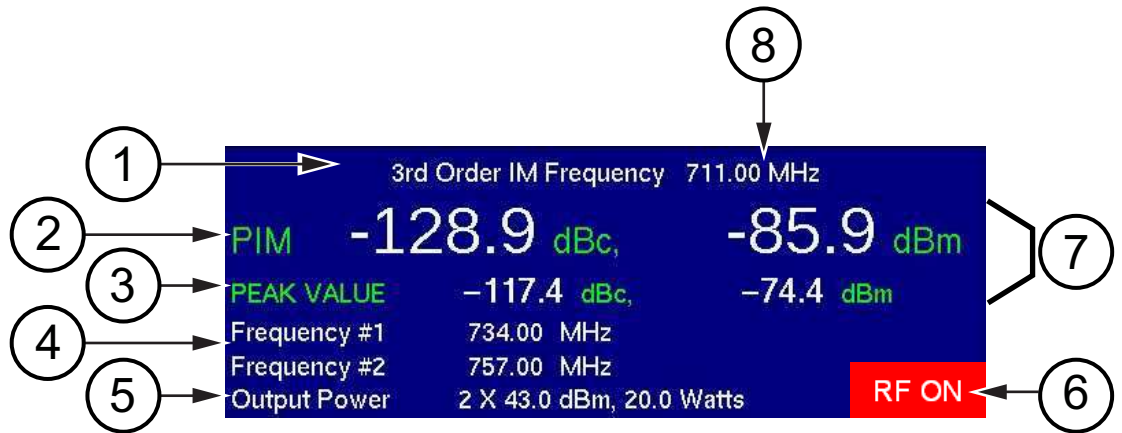 8
1
3rd Order IM Frequency 711.00 MHz
2
PIM -128.9 dBc, -85.9 dBm
7
3
PEAK VALUE -117.4 dBc, -74.4 dBm
4
Frequency #1 734.00 MHz
Frequency #2 757.00 MHz
5
Output Power 2 X 43.0 dBm, 20.0 Watts
RF ON
6